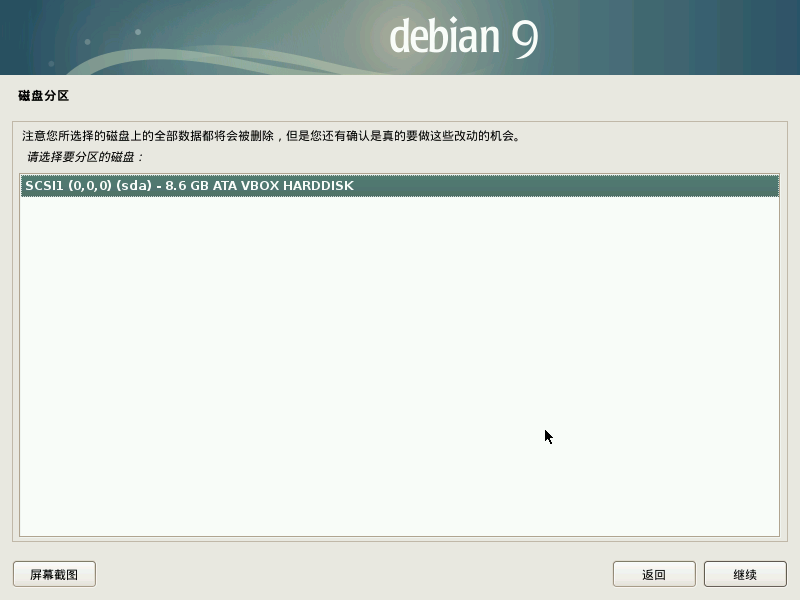 debian 9
磁盘分区
注意您所选择的磁盘上的全部数据都将会被删除，但是您还有确认是真的要做这些改动的机会。
请选择要分区的磁盘：
SCSI1 (0,0,0) (sda) - 8.6 GB ATA VBOX HARDDISK
屏幕截图
返回
继续